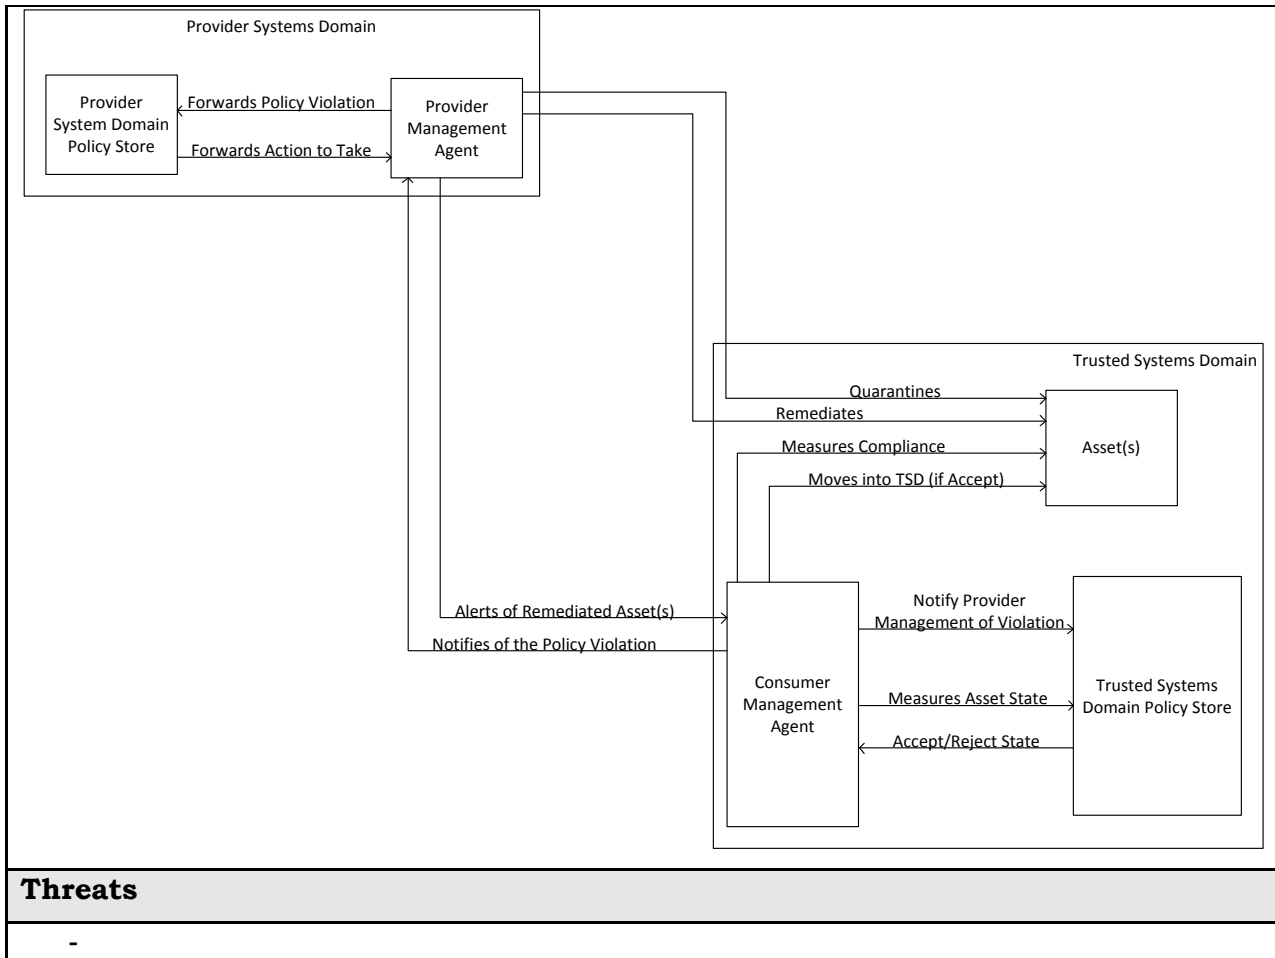 Provider Systems Domain
Provider
System Domain
Policy Store
Forwards Policy Violation
Forwards Action to Take
Provider
Management
Agent
Trusted Systems Domain
Quarantines
Remediates
Measures Compliance
Moves into TSD (if Accept)
Asset(s)
Alerts of Remediated Asset(s)
Notifies of the Policy Violation
Consumer
Management
Agent
Notify Provider
Management of Violation
Measures Asset State
Accept/Reject State
Trusted Systems
Domain Policy Store
Threats
-